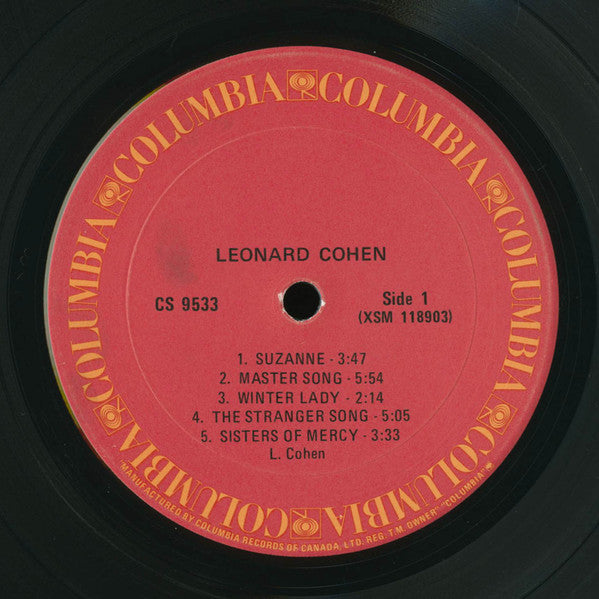 COLUMBIA COLUMBIA COLUMBIA COLUMBIA COLUMBIA COLUMBIA COLUMBIA
LEONARD COHEN
CS 9533
Side 1
(XSM 118903)
1. SUZANNE - 3:47
2. MASTER SONG - 5:54
3. WINTER LADY - 2:14
4. THE STRANGER SONG - 5:05
5. SISTERS OF MERCY - 3:33
L. Cohen
"MANUFACTURED BY COLUMBIA RECORDS OF CANADA, LTD. REG. T.M. OWNER" "COLUMBIA"